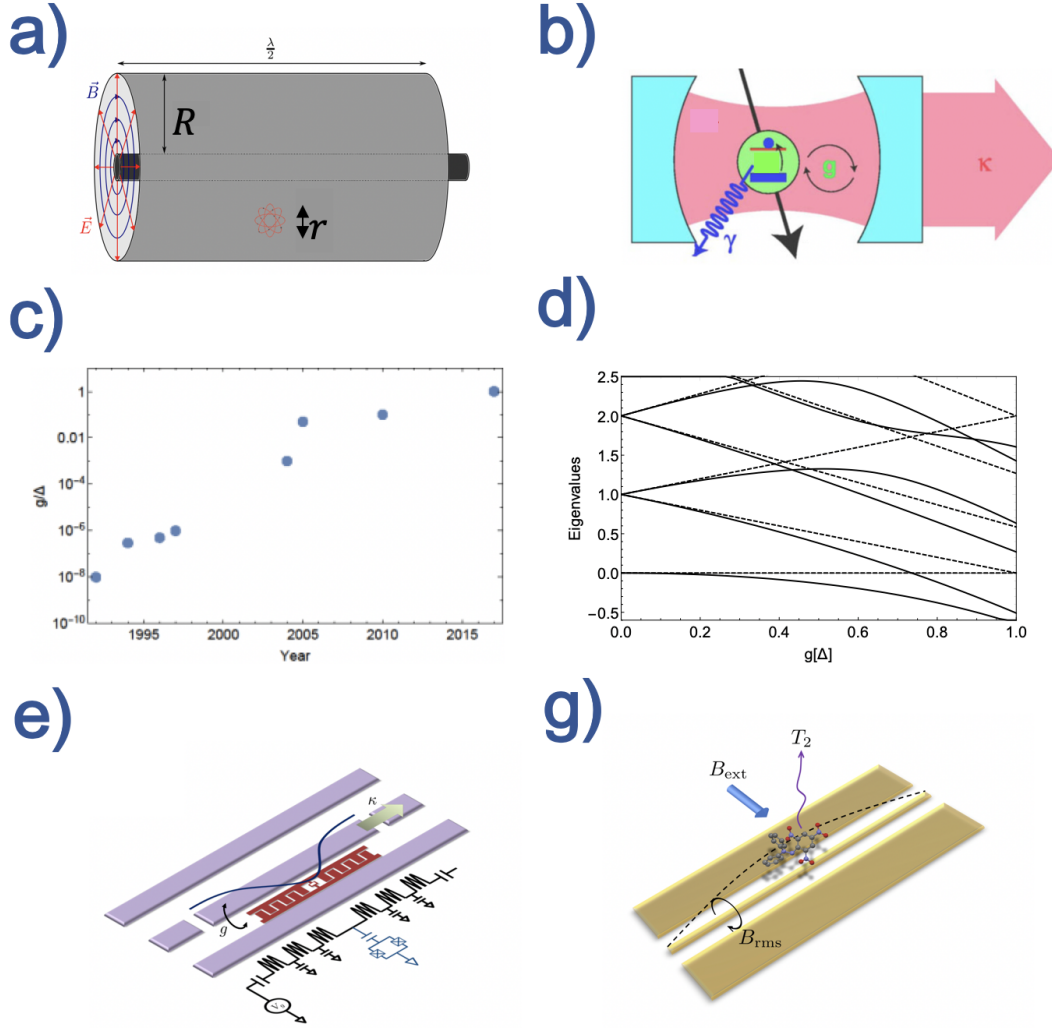 a)
λ/2
B⃗
R
E⃗
r
b)
g
κ
γ
c)
g/Δ
1
0.01
10⁻⁴
10⁻⁶
10⁻⁸
10⁻¹⁰
1995 2000 2005 2010 2015
Year
d)
Eigenvalues
2.5
2.0
1.5
1.0
0.5
0.0
−0.5
0.0 0.2 0.4 0.6 0.8 1.0
g[Δ]
e)
κ
g
g)
T₂
B_ext
B_rms